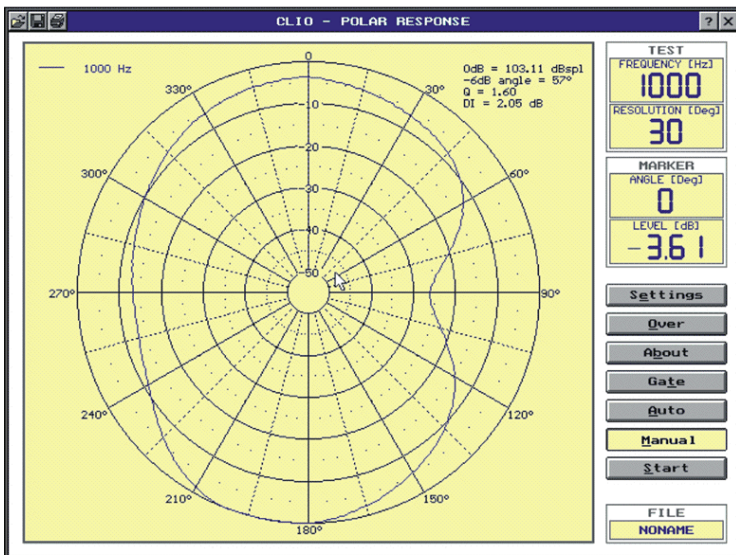 CLIO - POLAR RESPONSE
? X
1000 Hz
0dB = 103.11 dBspl
-6dB angle = 57°
Q = 1.60
DI = 2.05 dB
0
330°
30°
-10
-20
300°
60°
-30
-40
-50
270°
90°
240°
120°
210°
150°
180°
TEST
FREQUENCY [Hz]
1000
RESOLUTION [Deg]
30
MARKER
ANGLE [Deg]
0
LEVEL [dB]
-3.61
Settings
Over
About
Gate
Auto
Manual
Start
FILE
NONAME